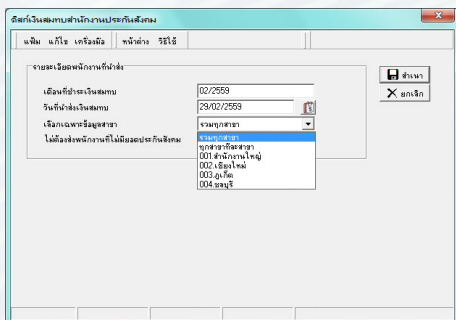 ดิสก์เงินสมทบสำนักงานประกันสังคม
แฟ้ม แก้ไข เครื่องมือ หน้าต่าง วิธีใช้
รายละเอียดพนักงานที่นำส่ง
เดือนที่ชำระเงินสมทบ 02/2559
วันที่นำส่งเงินสมทบ 29/02/2559
เลือกเฉพาะข้อมูลสาขา รวมทุกสาขา
ไม่ต้องส่งพนักงานที่ไม่มียอดประกันสังคม
รวมทุกสาขา
ทุกสาขาทีละสาขา
001.สำนักงานใหญ่
002.เชียงใหม่
003.ภูเก็ต
004.ชลบุรี
สำเนา
ยกเลิก